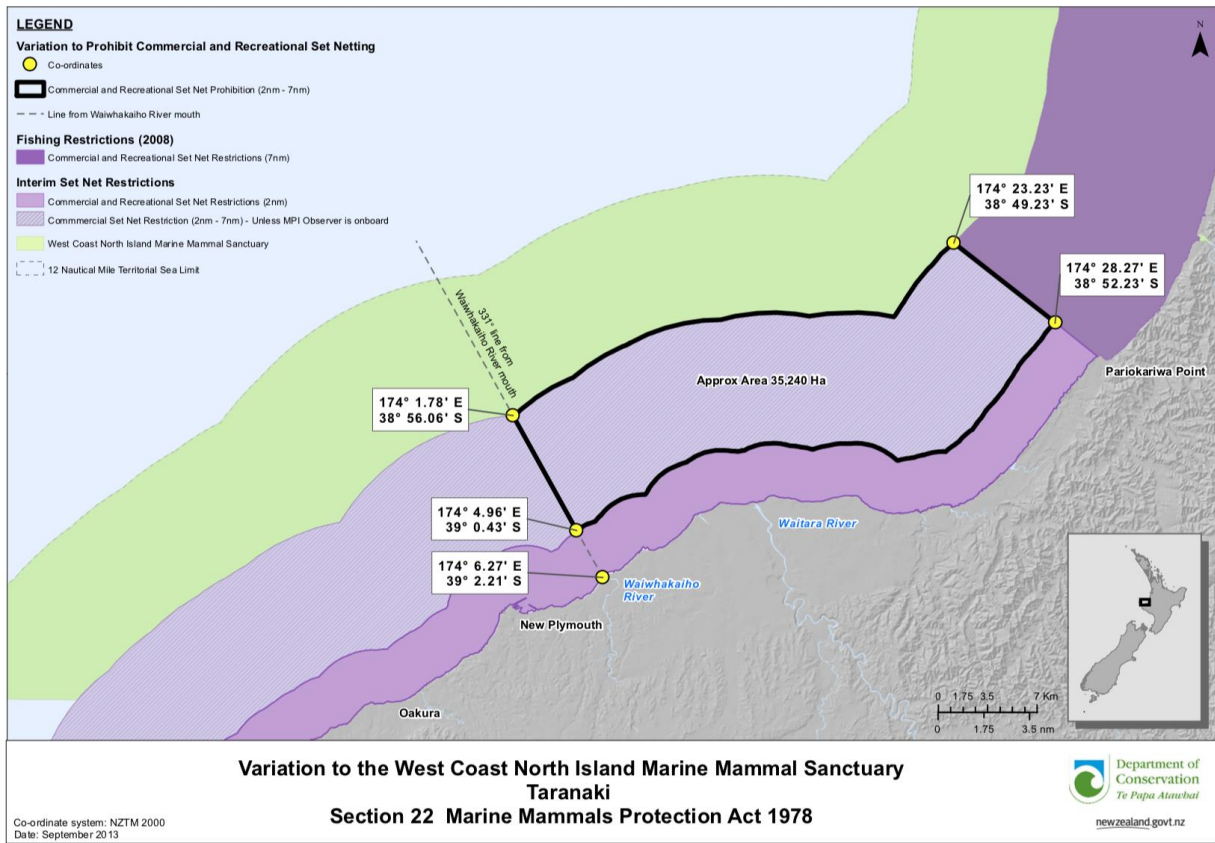 LEGEND
Variation to Prohibit Commercial and Recreational Set Netting
Co-ordinates
Commercial and Recreational Set Net Prohibition (2nm - 7nm)
Line from Waiwhakaiho River mouth
Fishing Restrictions (2008)
Commercial and Recreational Set Net Restrictions (7nm)
Interim Set Net Restrictions
Commercial and Recreational Set Net Restrictions (2nm)
Commmercial Set Net Restriction (2nm - 7nm) - Unless MPI Observer is onboard
West Coast North Island Marine Mammal Sanctuary
12 Nautical Mile Territorial Sea Limit
N
174° 23.23' E
38° 49.23' S
174° 28.27' E
38° 52.23' S
331° line from
Waiwhakaiho River mouth
Pariokariwa Point
Approx Area 35,240 Ha
174° 1.78' E
38° 56.06' S
174° 4.96' E
39° 0.43' S
Waitara River
174° 6.27' E
39° 2.21' S
Waiwhakaiho
River
New Plymouth
Oakura
0 1.75 3.5 7 Km
0 1.75 3.5 nm
Variation to the West Coast North Island Marine Mammal Sanctuary
Taranaki
Section 22 Marine Mammals Protection Act 1978
Co-ordinate system: NZTM 2000
Date: September 2013
Department of
Conservation
Te Papa Atawhai
newzealand.govt.nz